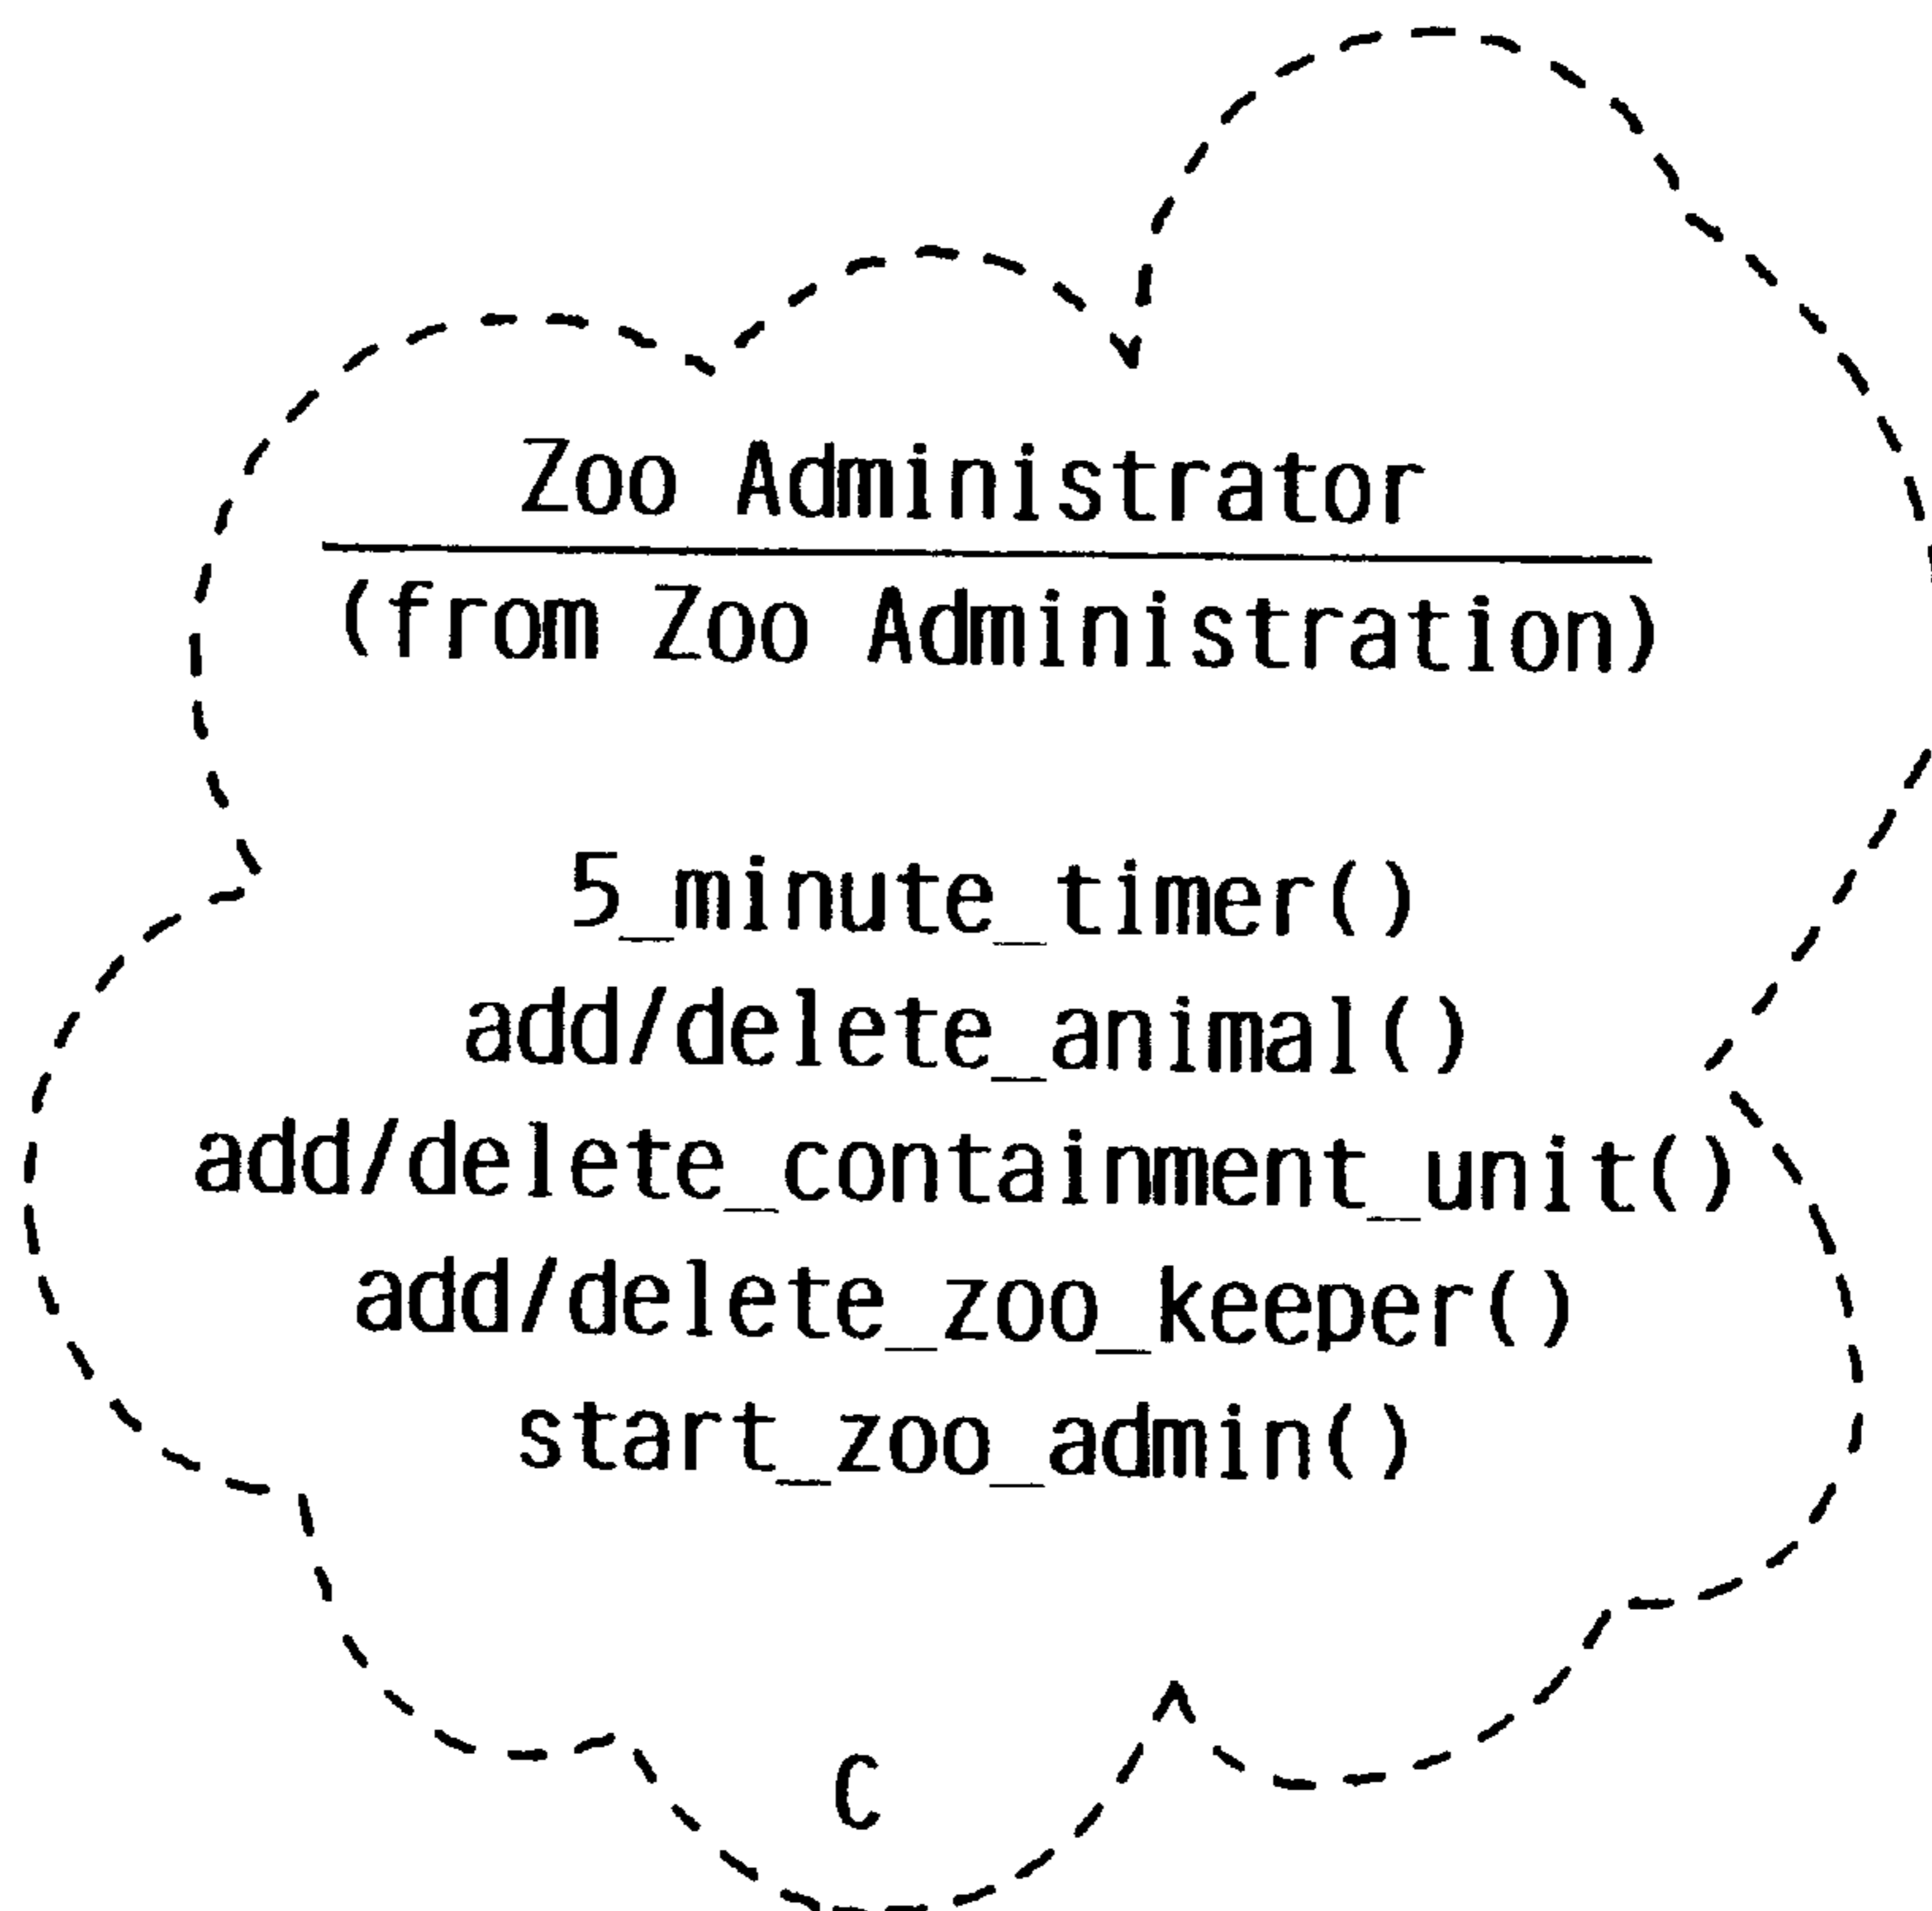 Zoo Administrator
(from Zoo Administration)
5_minute_timer()
add/delete_animal()
add/delete_containment_unit()
add/delete_zoo_keeper()
start_zoo_admin()
C